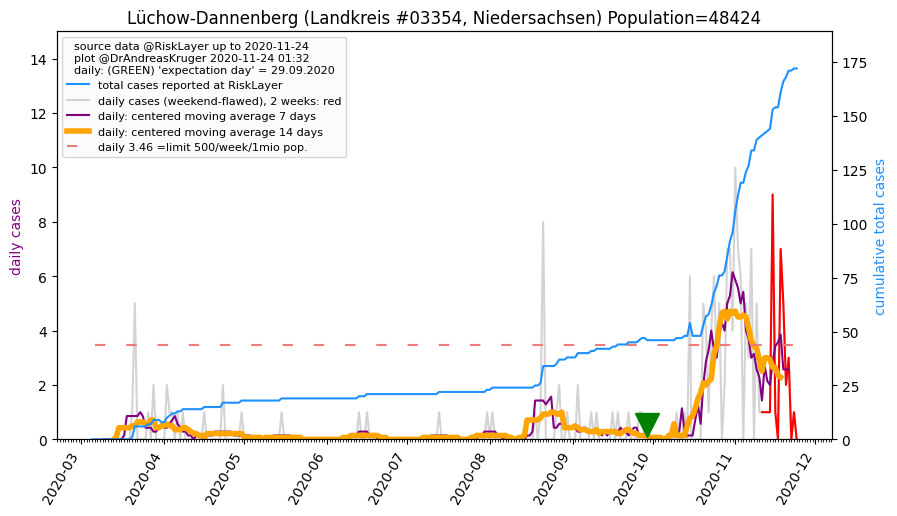 Lüchow-Dannenberg (Landkreis #03354, Niedersachsen) Population=48424
source data @RiskLayer up to 2020-11-24
plot @DrAndreasKruger 2020-11-24 01:32
daily: (GREEN) 'expectation day' = 29.09.2020
total cases reported at RiskLayer
daily cases (weekend-flawed), 2 weeks: red
daily: centered moving average 7 days
daily: centered moving average 14 days
daily 3.46 =limit 500/week/1mio pop.
daily cases
14
12
10
8
6
4
2
0
cumulative total cases
175
150
125
100
75
50
25
0
2020-03
2020-04
2020-05
2020-06
2020-07
2020-08
2020-09
2020-10
2020-11
2020-12